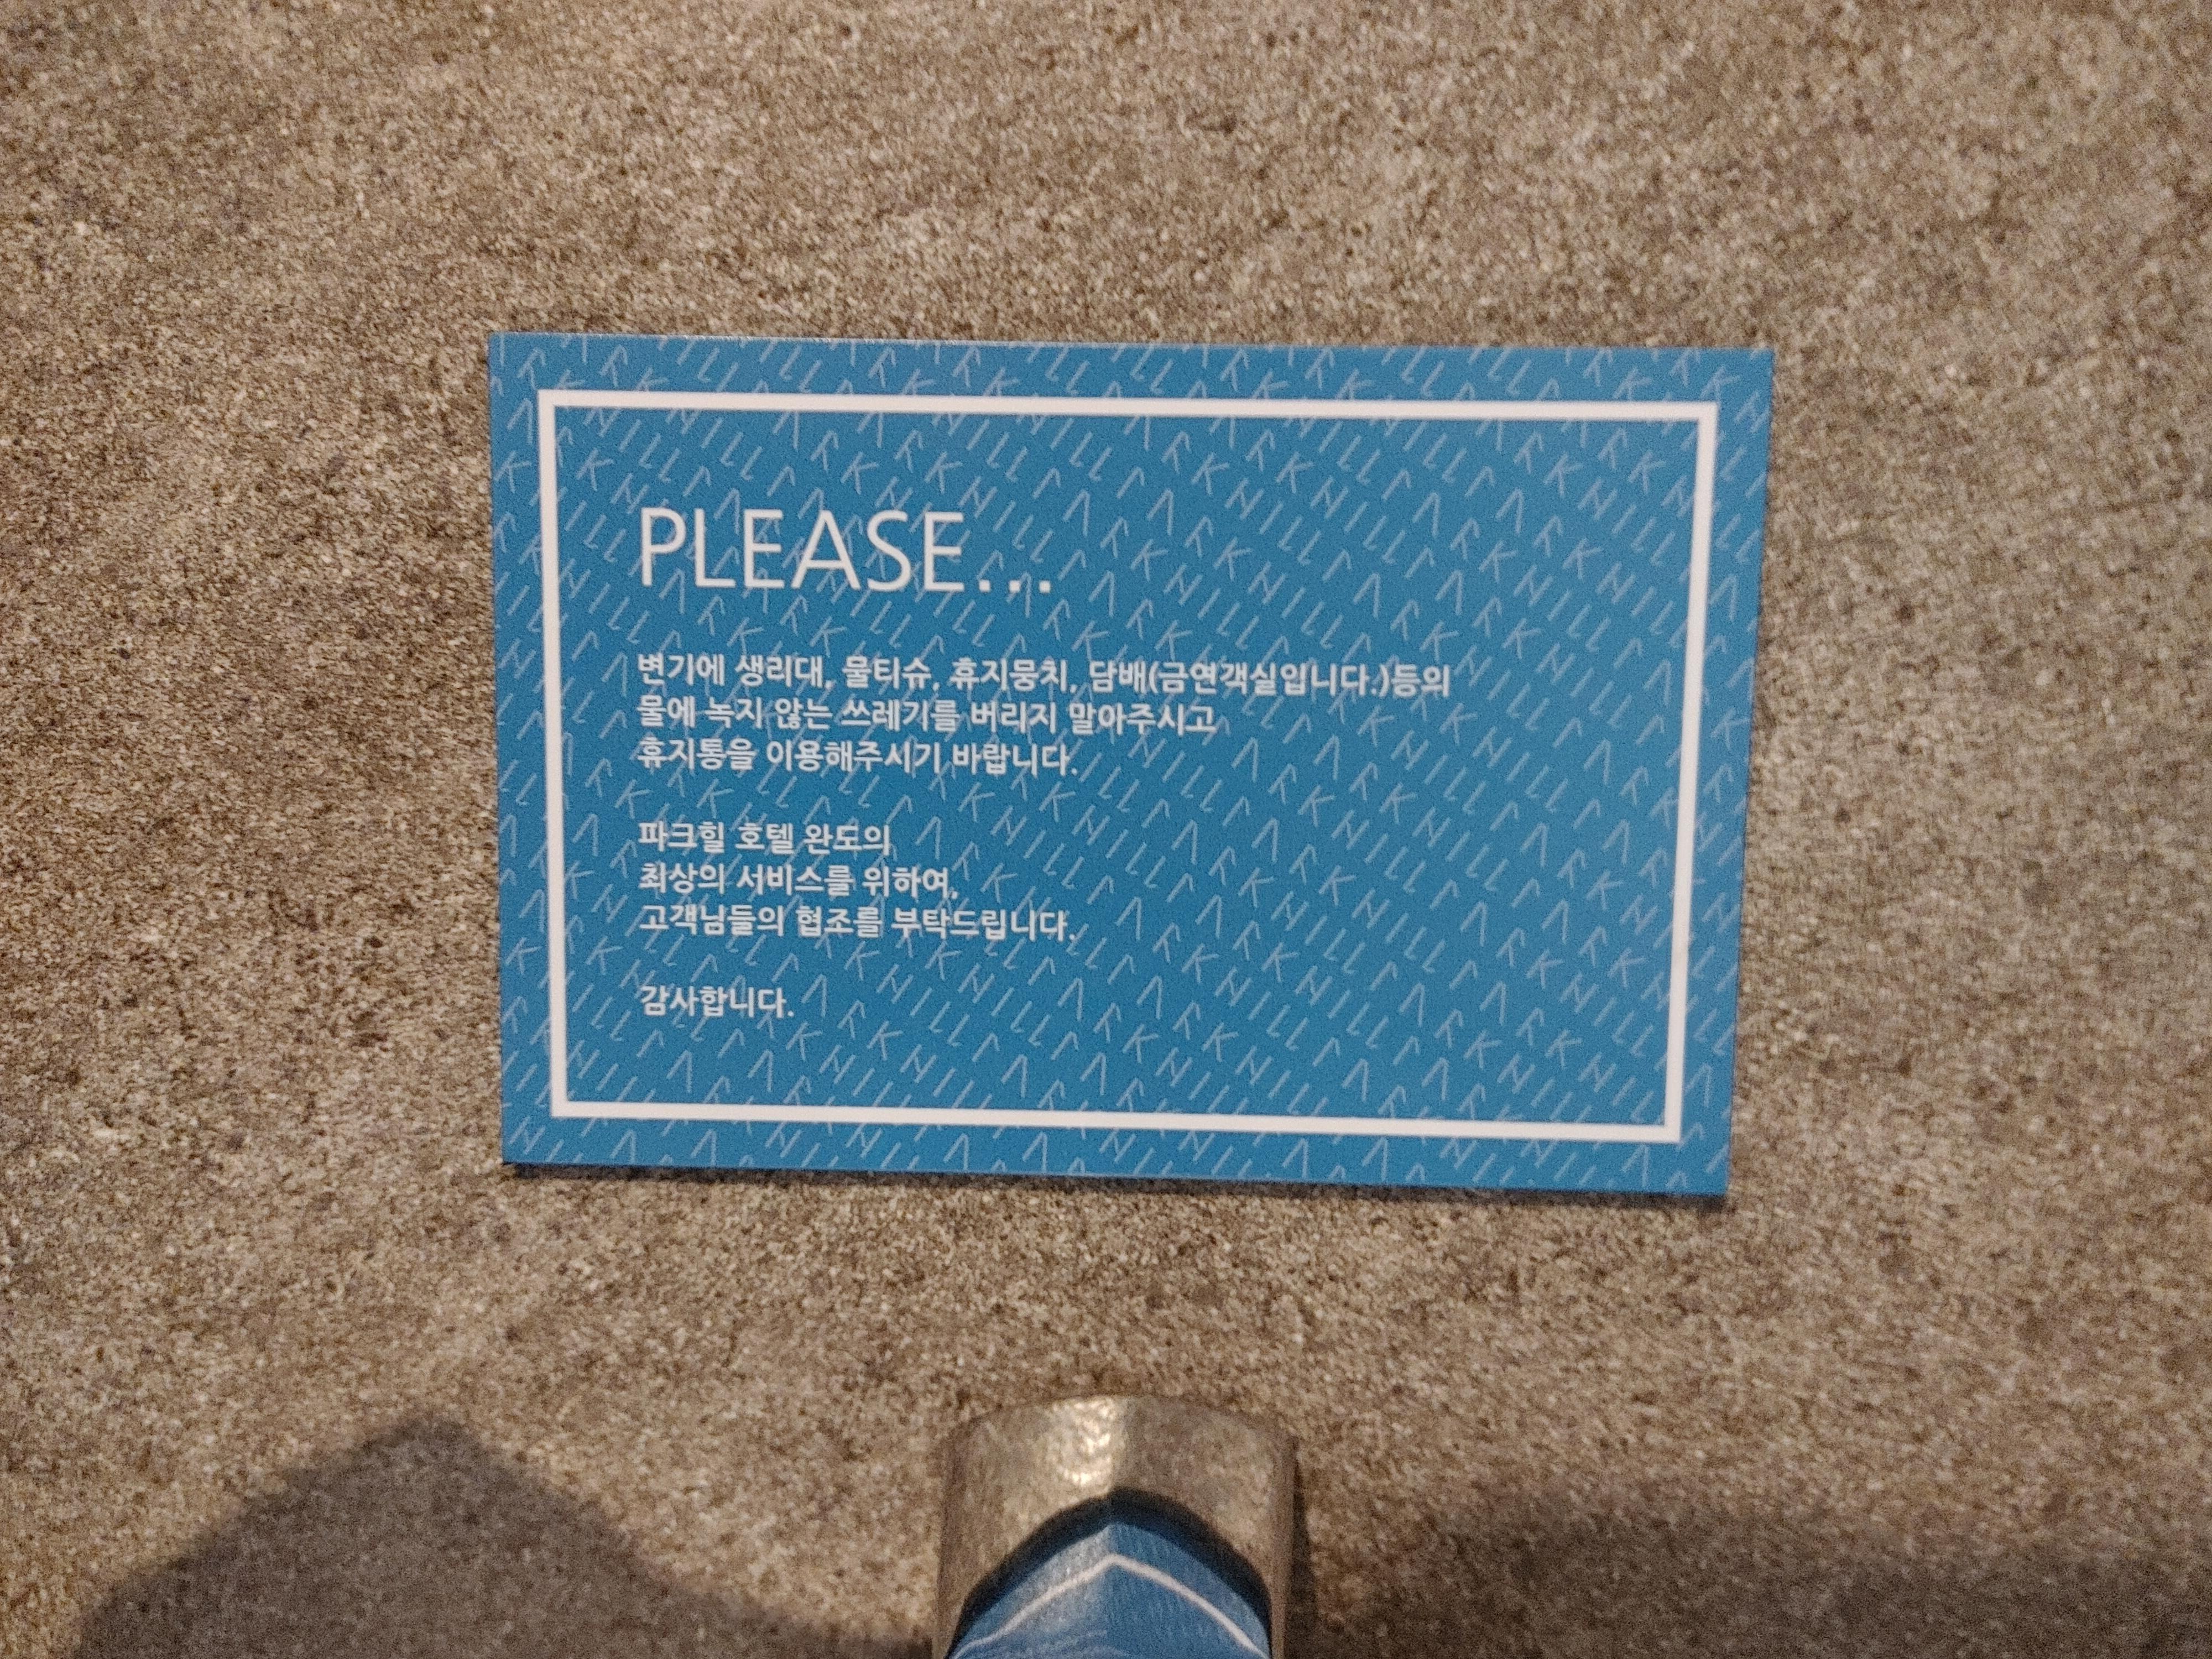 PLEASE...
변기에 생리대, 물티슈, 휴지뭉치, 담배(금연객실입니다.)등의
물에 녹지 않는 쓰레기를 버리지 말아주시고
휴지통을 이용해주시기 바랍니다.
파크힐 호텔 완도의
최상의 서비스를 위하여,
고객님들의 협조를 부탁드립니다.
감사합니다.